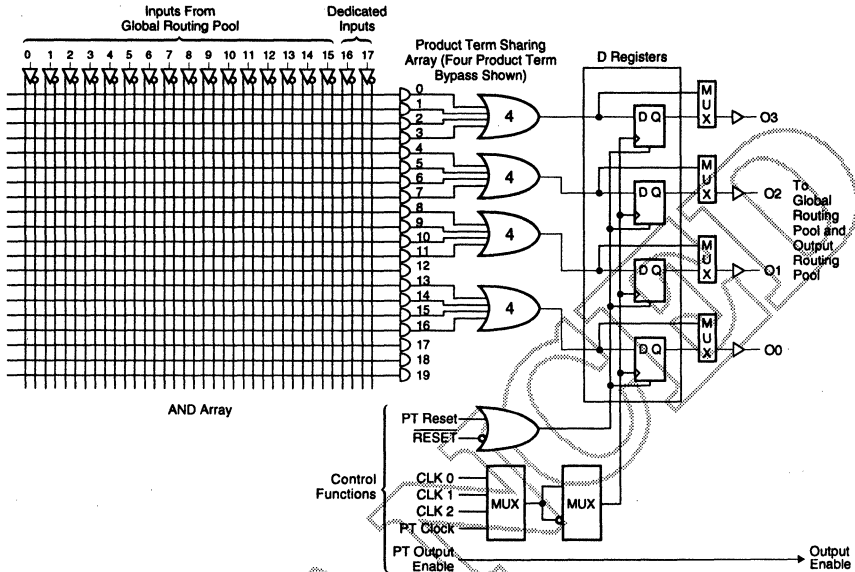 Inputs From
Global Routing Pool
Dedicated
Inputs
0 1 2 3 4 5 6 7 8 9 10 11 12 13 14 15 16 17
Product Term Sharing
Array (Four Product Term
Bypass Shown)
D Registers
0
1
2
3
4
5
6
7
8
9
10
11
12
13
14
15
16
17
18
19
4
4
4
4
D Q
D Q
D Q
D Q
MUX
MUX
MUX
MUX
O3
O2
O1
O0
To
Global
Routing
Pool and
Output
Routing
Pool
AND Array
Control
Functions
PT Reset
RESET
CLK 0
CLK 1
CLK 2
PT Clock
MUX
MUX
PT Output
Enable
Output
Enable